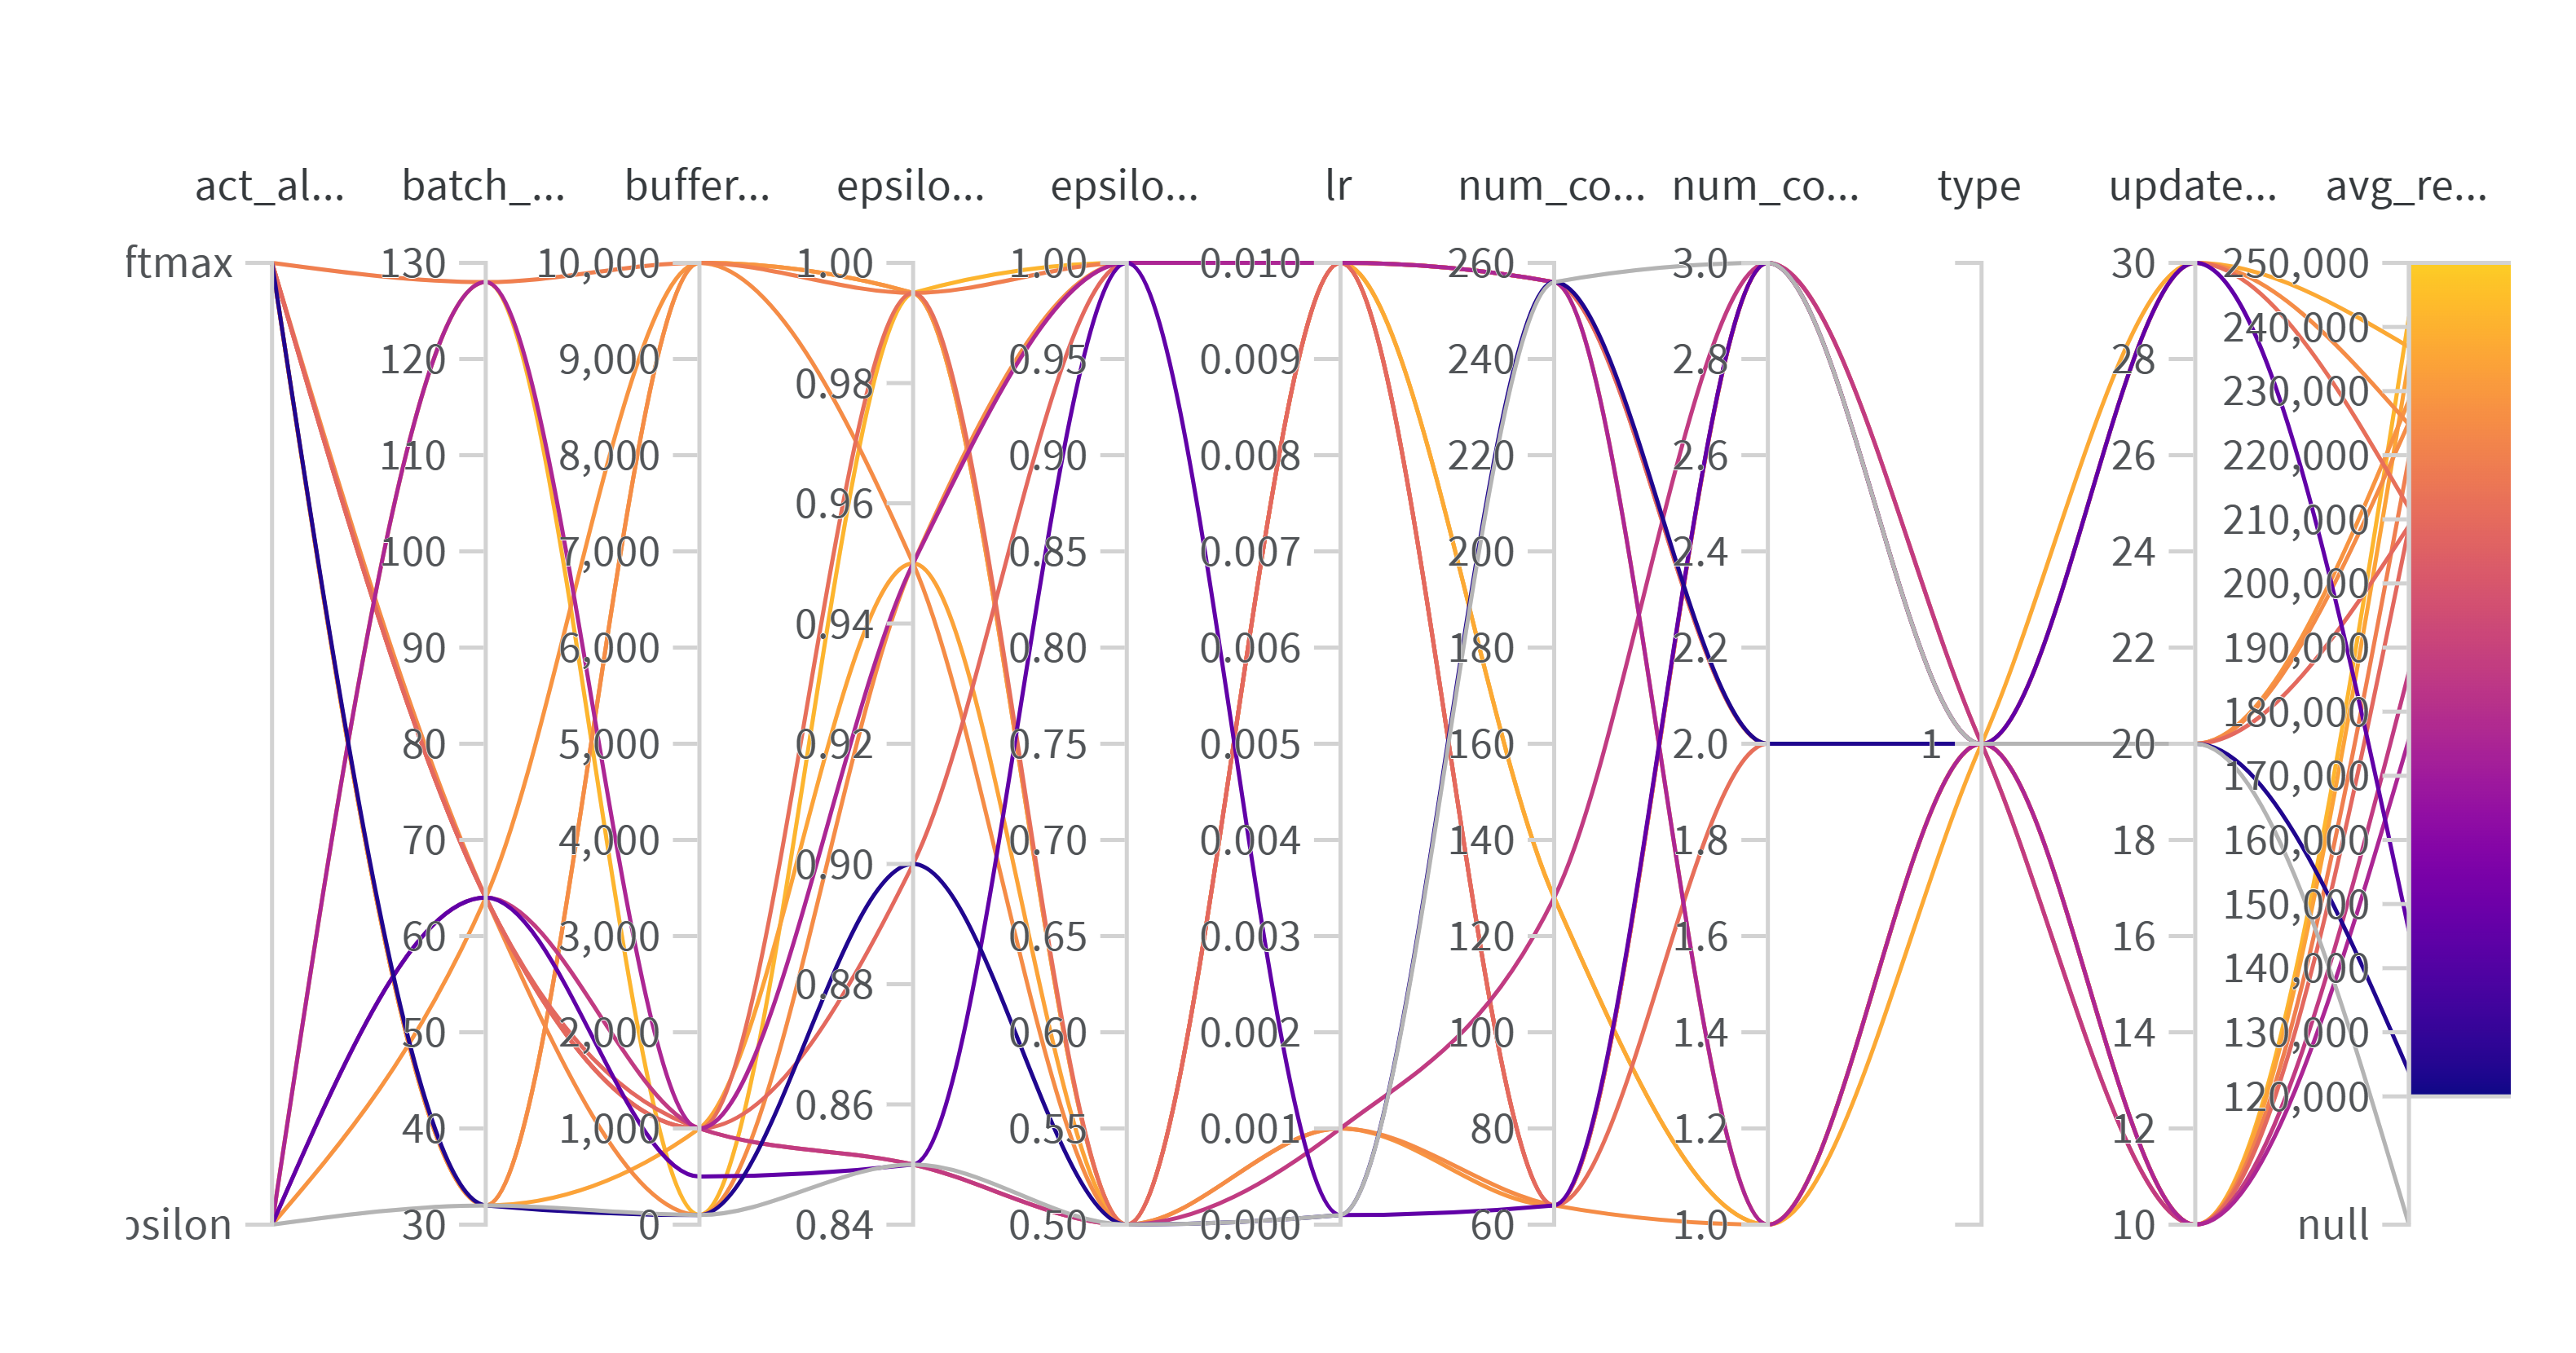 act_al... batch_... buffer... epsilo... epsilo... lr num_co... num_co... type update... avg_re...
ftmax 130 10,000 1.00 1.00 0.010 260 3.0 30 250,000
240,000
120 9,000 0.98 0.95 0.009 240 2.8 28 230,000
110 8,000 0.96 0.90 0.008 220 2.6 26 220,000
210,000
100 7,000 0.94 0.85 0.007 200 2.4 24 200,000
90 6,000 0.80 0.006 180 2.2 22 190,000
180,000
80 5,000 0.92 0.75 0.005 160 2.0 1 20 170,000
70 4,000 0.90 0.70 0.004 140 1.8 18 160,000
150,000
60 3,000 0.88 0.65 0.003 120 1.6 16 140,000
50 2,000 0.60 0.002 100 1.4 14 130,000
120,000
40 1,000 0.86 0.55 0.001 80 1.2 12
psilon 30 0 0.84 0.50 0.000 60 1.0 10 null